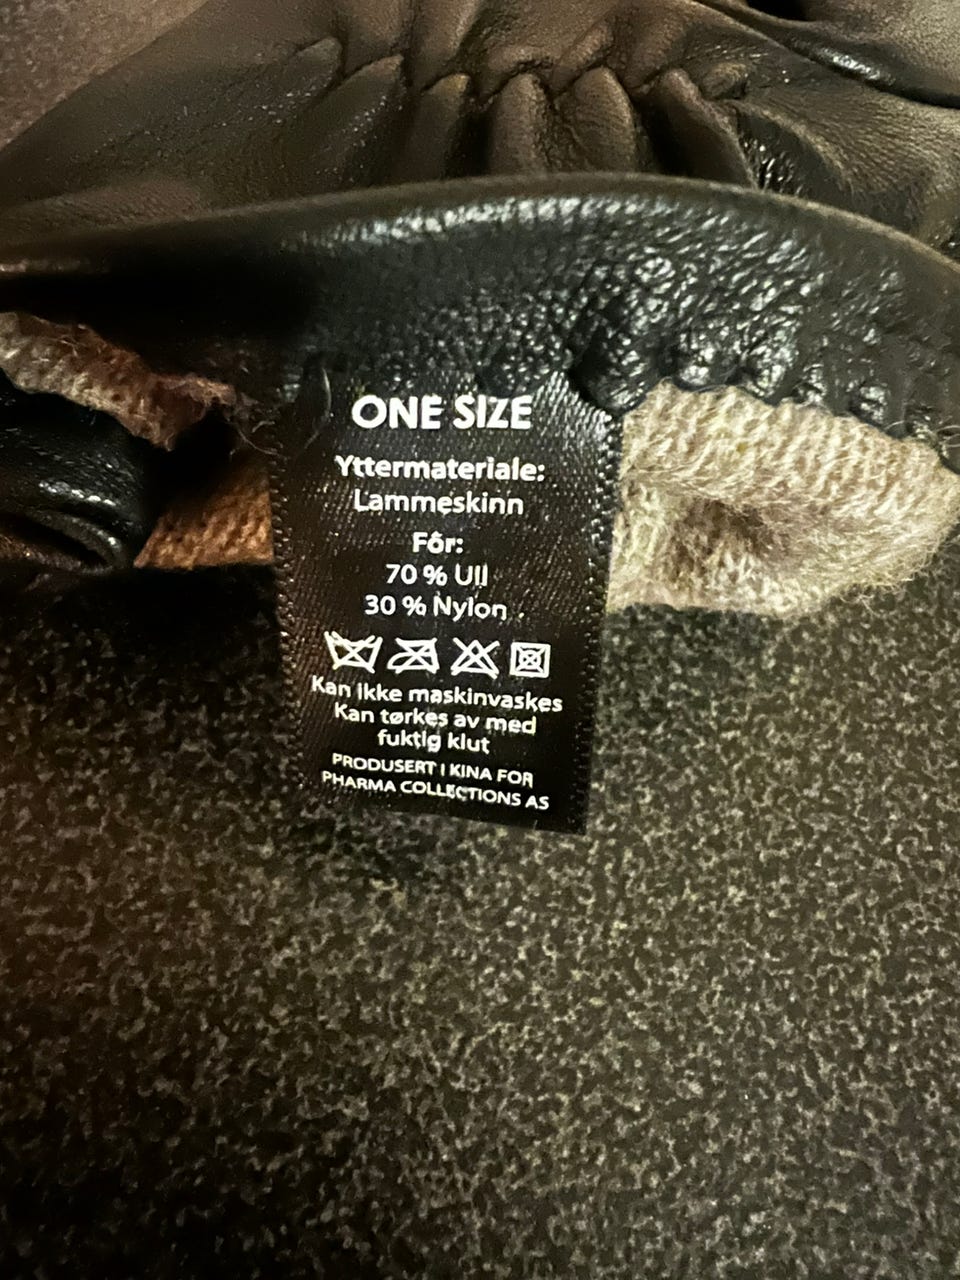 ONE SIZE
Yttermateriale:
Lammeskinn
Fôr:
70 % Ull
30 % Nylon
Kan ikke maskinvaskes
Kan tørkes av med
fuktig klut
PRODUSERT I KINA FOR
PHARMA COLLECTIONS AS